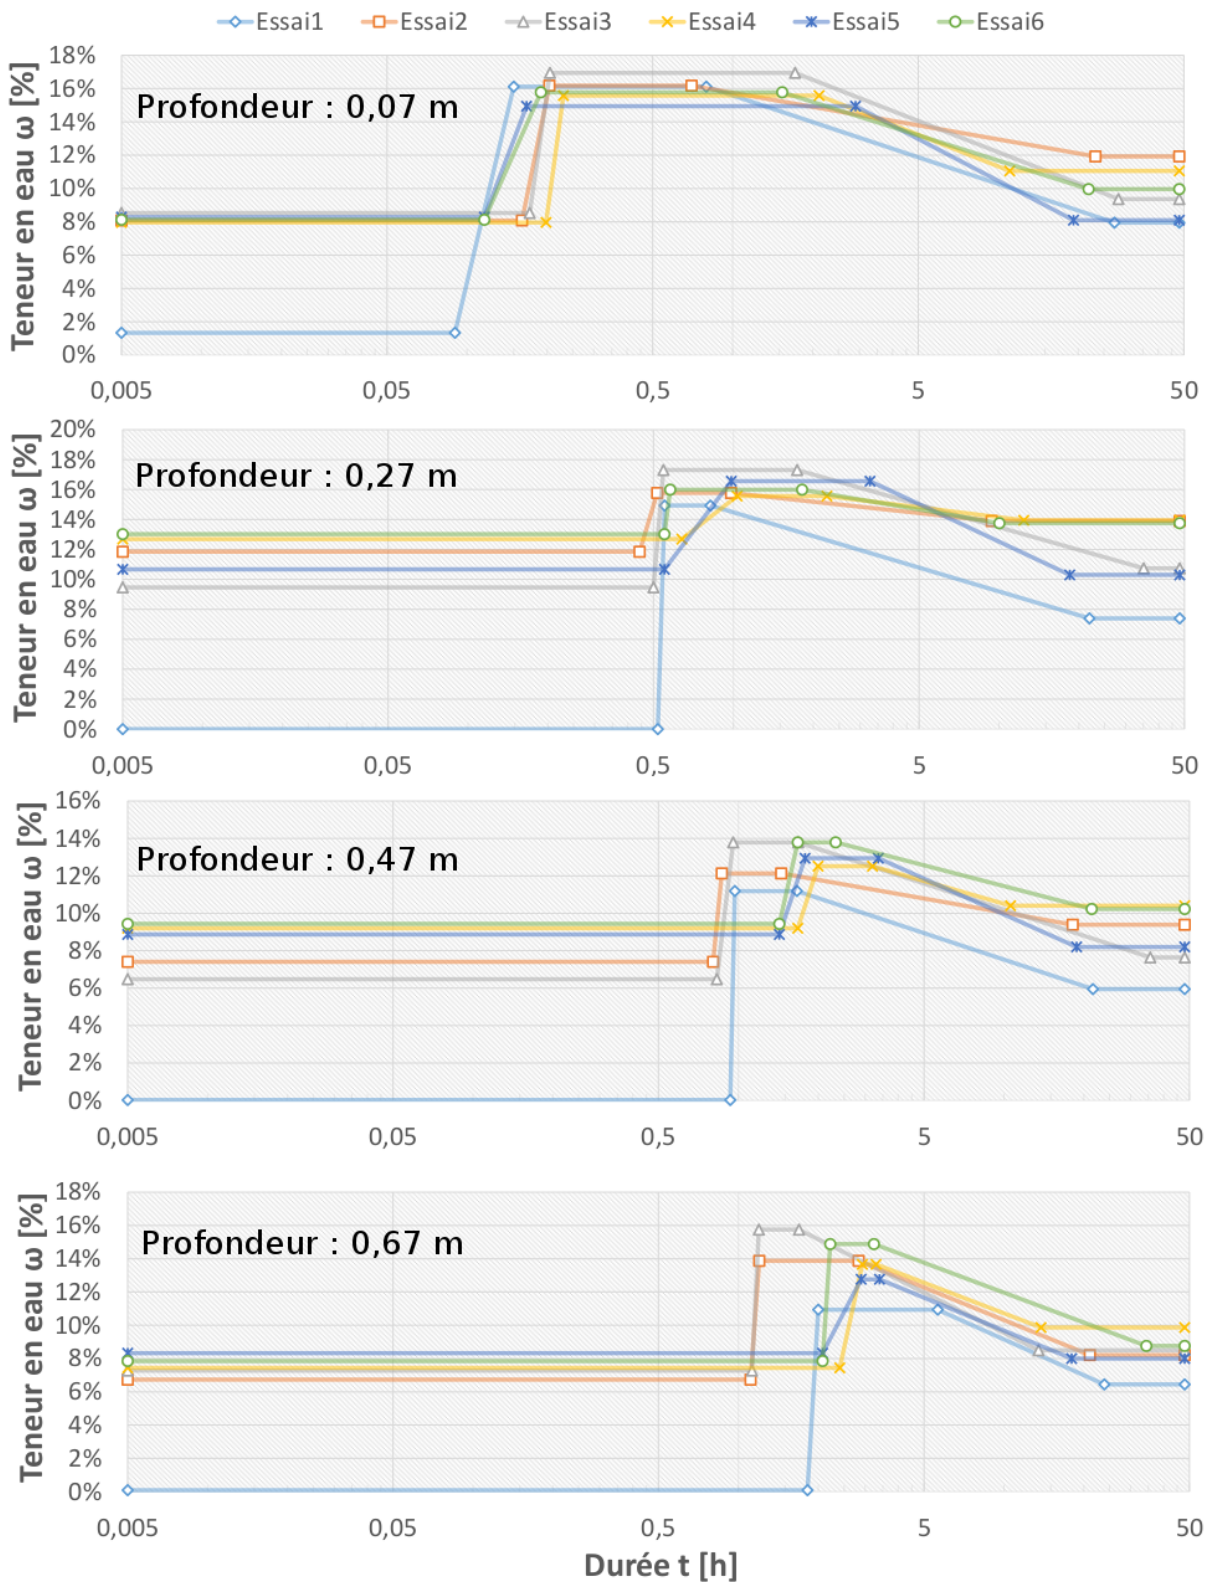 Essai1 Essai2 Essai3 Essai4 Essai5 Essai6
Teneur en eau ω [%]
18%
16%
14%
12%
10%
8%
6%
4%
2%
0%
Profondeur : 0,07 m
0,005 0,05 0,5 5 50
Teneur en eau ω [%]
20%
18%
16%
14%
12%
10%
8%
6%
4%
2%
0%
Profondeur : 0,27 m
0,005 0,05 0,5 5 50
Teneur en eau ω [%]
16%
14%
12%
10%
8%
6%
4%
2%
0%
Profondeur : 0,47 m
0,005 0,05 0,5 5 50
Teneur en eau ω [%]
18%
16%
14%
12%
10%
8%
6%
4%
2%
0%
Profondeur : 0,67 m
0,005 0,05 0,5 5 50
Durée t [h]